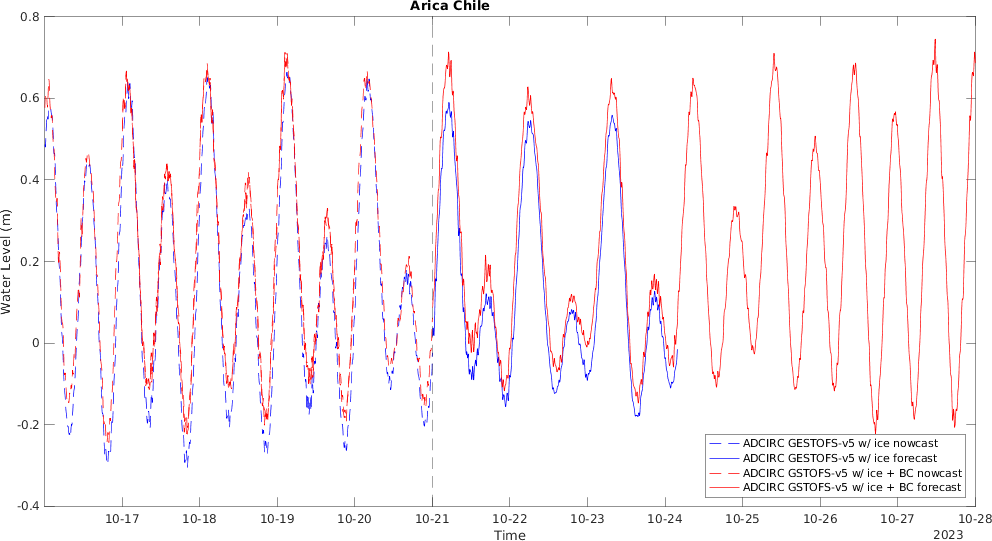 Arica Chile
0.8
0.6
0.4
0.2
0
-0.2
-0.4
Water Level (m)
ADCIRC GESTOFS-v5 w/ ice nowcast
ADCIRC GESTOFS-v5 w/ ice forecast
ADCIRC GSTOFS-v5 w/ ice + BC nowcast
ADCIRC GSTOFS-v5 w/ ice + BC forecast
10-17 10-18 10-19 10-20 10-21 10-22 10-23 10-24 10-25 10-26 10-27 10-28
Time
2023